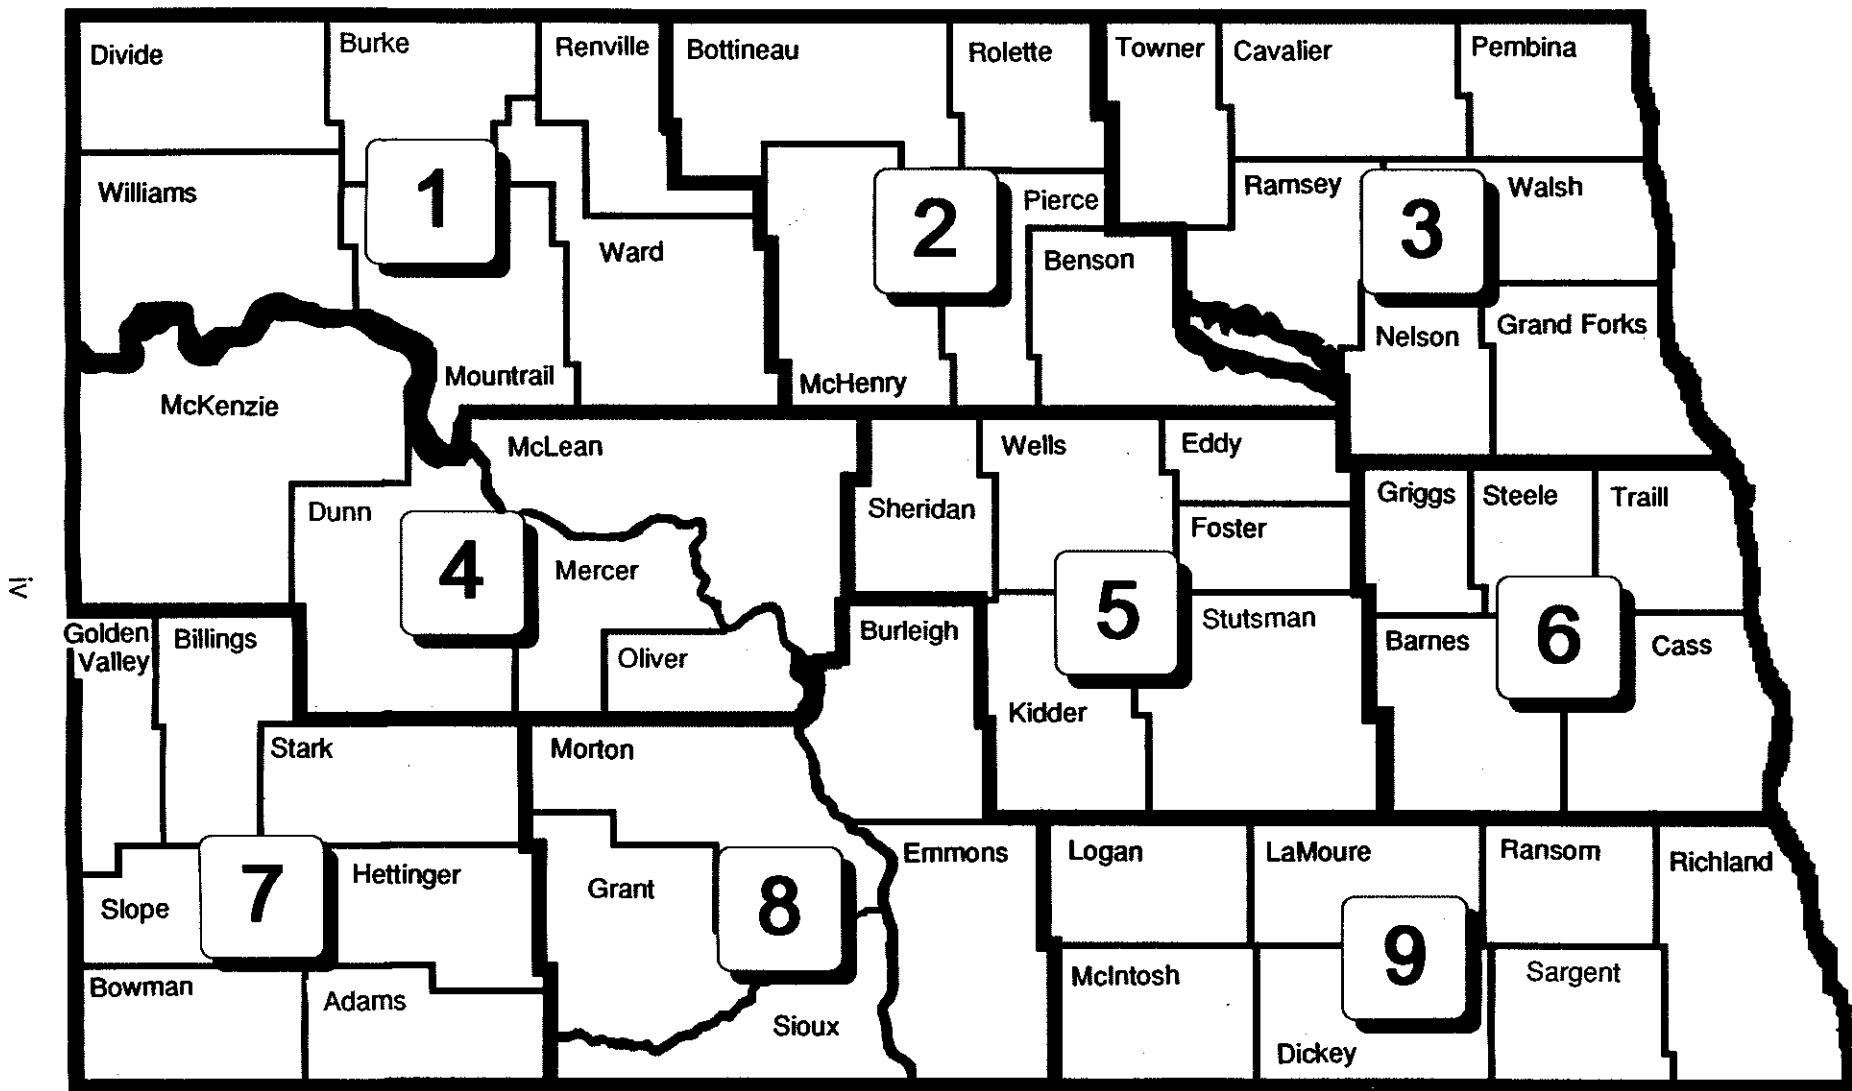 Divide
Burke
Renville
Bottineau
Rolette
Towner
Cavalier
Pembina
Williams
1
Ward
2
Pierce
Benson
Ramsey
3
Walsh
Nelson
Grand Forks
McKenzie
Mountrail
McHenry
McLean
Sheridan
Wells
Eddy
Foster
Griggs
Steele
Traill
Dunn
4
Mercer
Oliver
5
Stutsman
6
Barnes
Cass
iv
Golden
Valley
Billings
Burleigh
Kidder
Stark
Morton
Emmons
Logan
LaMoure
Ransom
Richland
Slope
7
Hettinger
Grant
8
9
Bowman
Adams
Sioux
McIntosh
Dickey
Sargent